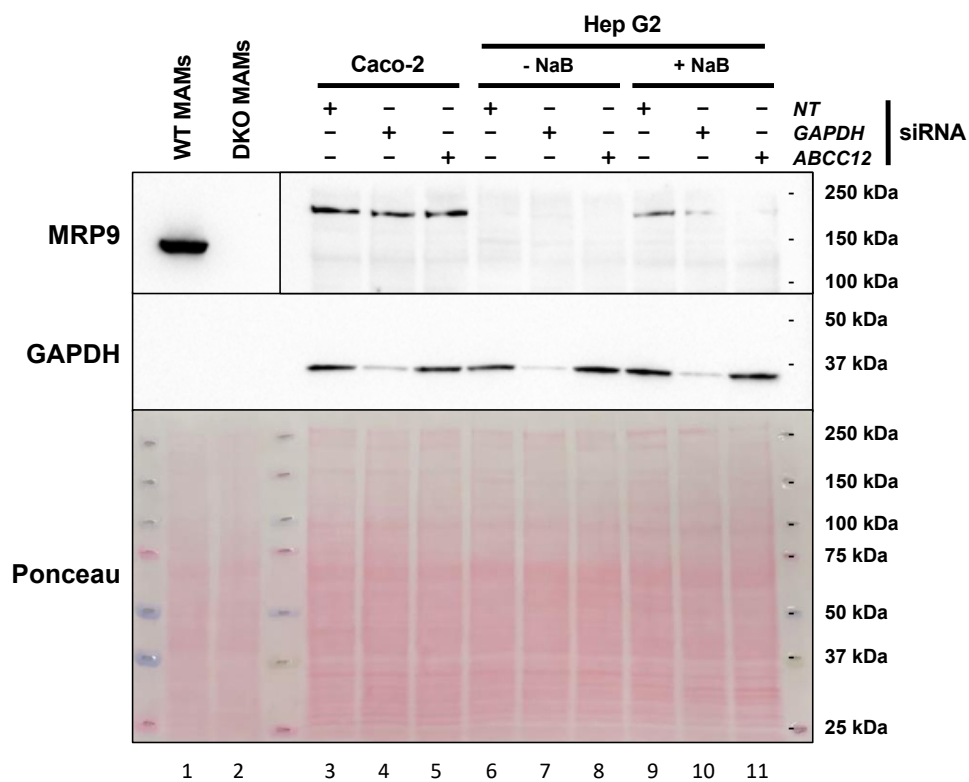 Hep G2
Caco-2 - NaB + NaB
WT MAMs
DKO MAMs
+ – – + – – + – – NT
– + – – + – – + – GAPDH
– – + – – + – – + ABCC12
siRNA
MRP9
- 250 kDa
- 150 kDa
- 100 kDa
GAPDH
- 50 kDa
- 37 kDa
Ponceau
- 250 kDa
- 150 kDa
- 100 kDa
- 75 kDa
- 50 kDa
- 37 kDa
- 25 kDa
1 2 3 4 5 6 7 8 9 10 11